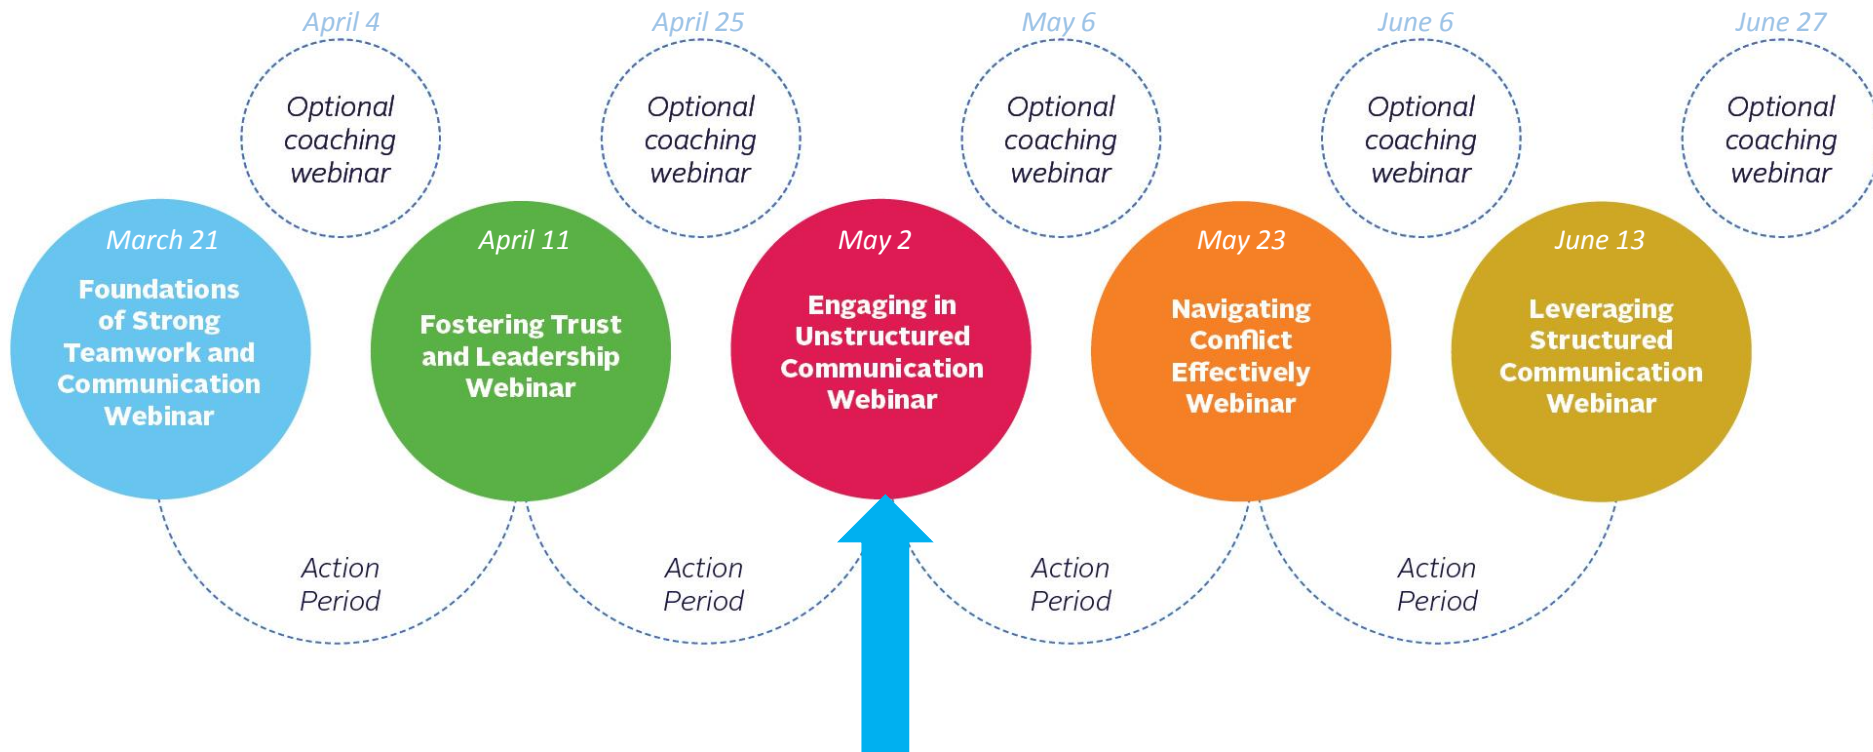 April 4
Optional
coaching
webinar
April 25
Optional
coaching
webinar
May 6
Optional
coaching
webinar
June 6
Optional
coaching
webinar
June 27
Optional
coaching
webinar
March 21
Foundations
of Strong
Teamwork and
Communication
Webinar
April 11
Fostering Trust
and Leadership
Webinar
May 2
Engaging in
Unstructured
Communication
Webinar
May 23
Navigating
Conflict
Effectively
Webinar
June 13
Leveraging
Structured
Communication
Webinar
Action
Period
Action
Period
Action
Period
Action
Period